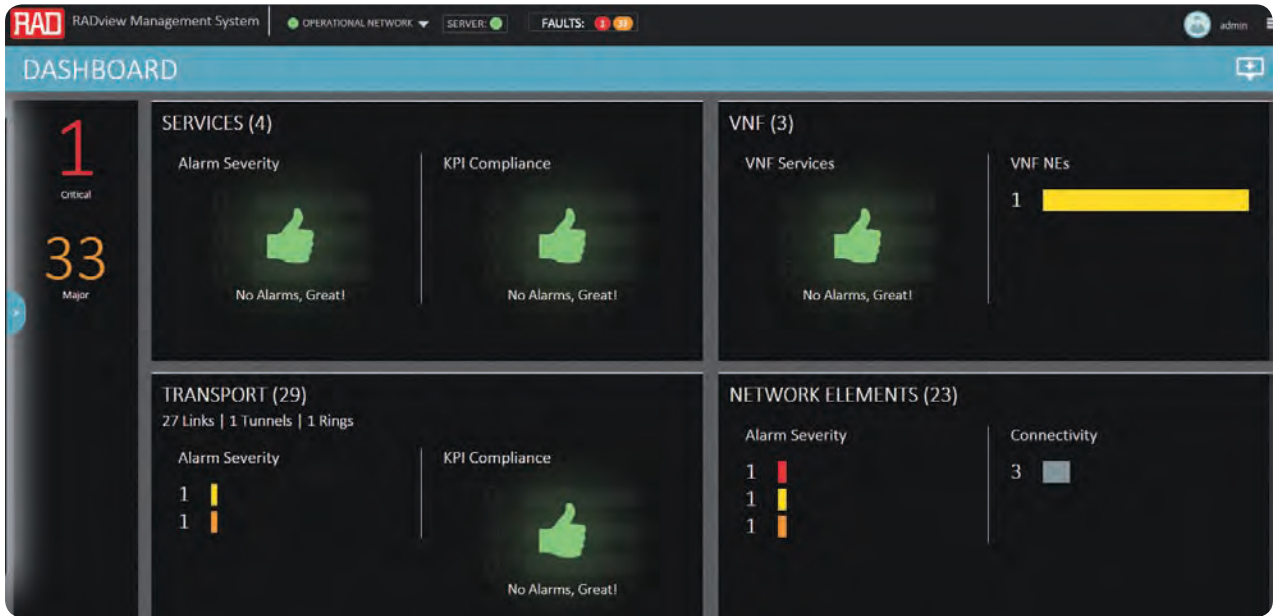 RAD RADview Management System OPERATIONAL NETWORK SERVER: FAULTS: 1 33 admin
DASHBOARD
1
Critical
33
Major
SERVICES (4)
Alarm Severity
No Alarms, Great!
KPI Compliance
No Alarms, Great!
VNF (3)
VNF Services
No Alarms, Great!
VNF NEs
1
TRANSPORT (29)
27 Links | 1 Tunnels | 1 Rings
Alarm Severity
1
1
KPI Compliance
No Alarms, Great!
NETWORK ELEMENTS (23)
Alarm Severity
1
1
1
Connectivity
3